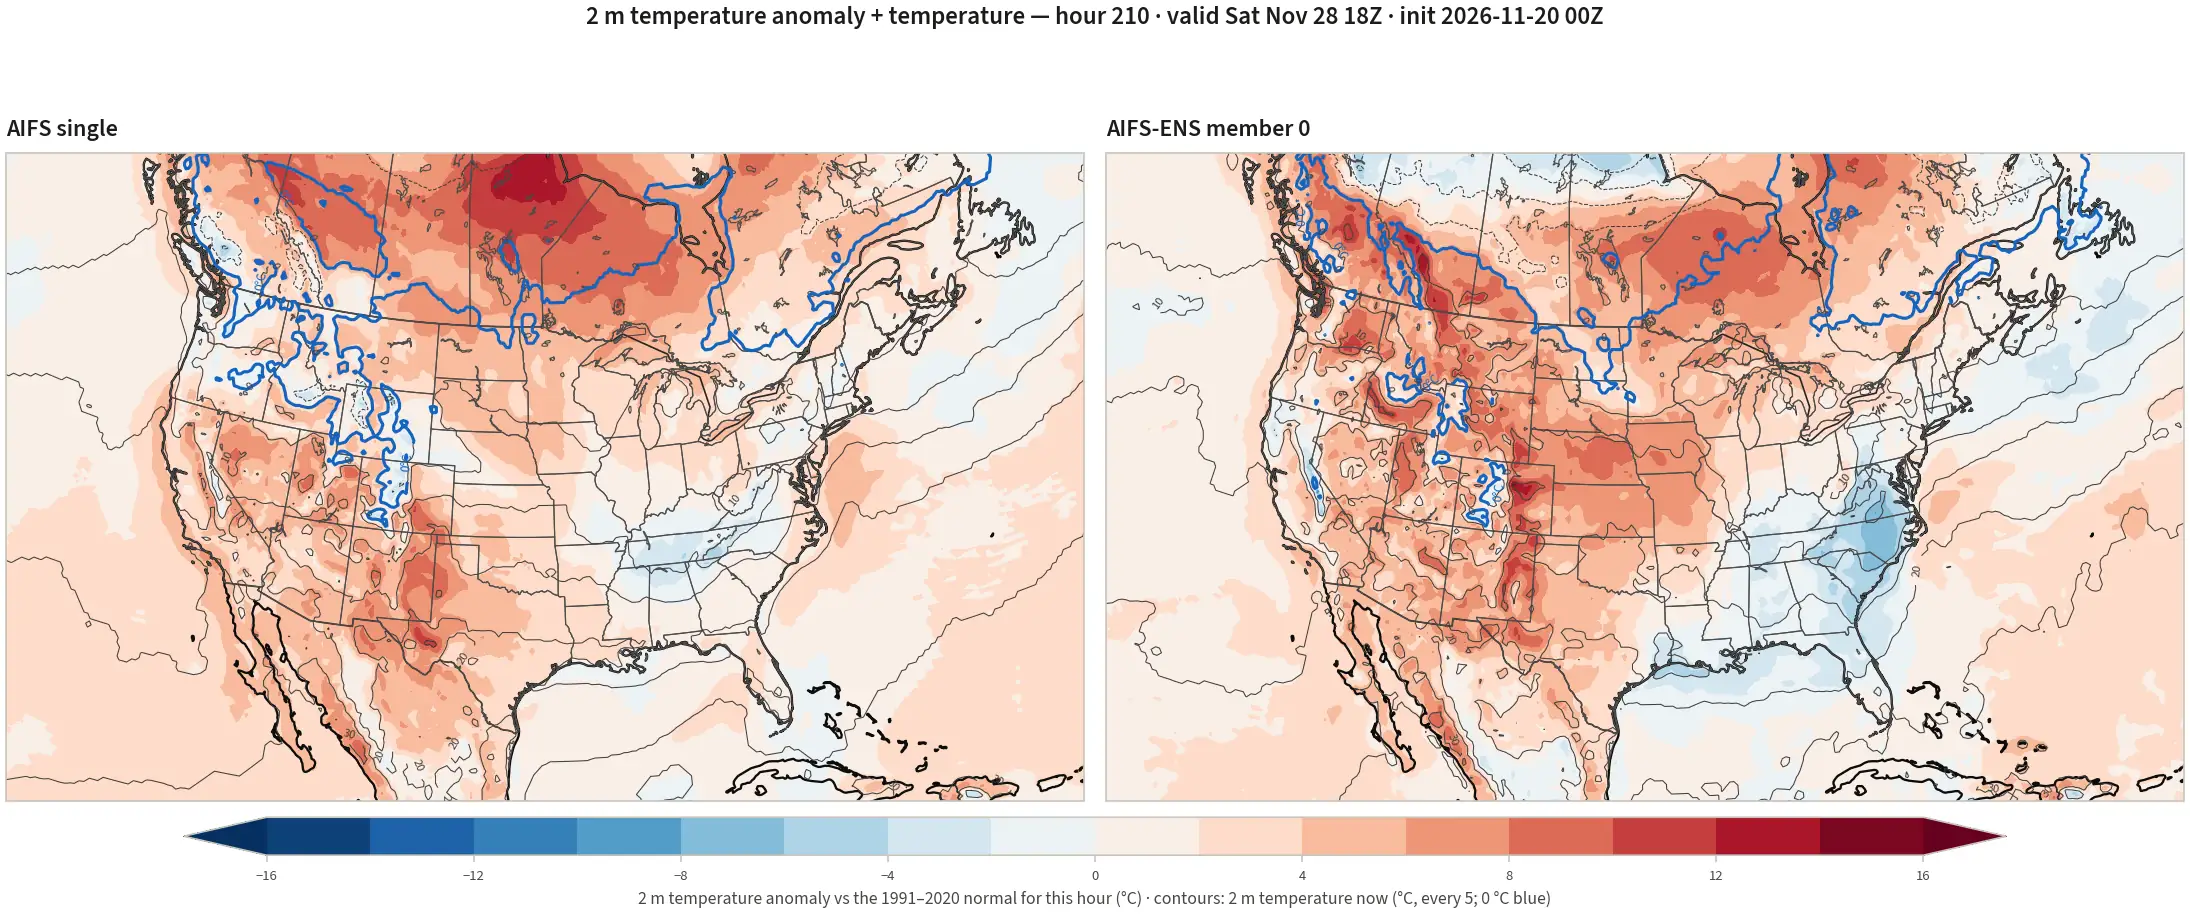 2 m temperature anomaly + temperature — hour 210 · valid Sat Nov 28 18Z · init 2026-11-20 00Z
AIFS single
AIFS-ENS member 0
−16 −12 −8 −4 0 4 8 12 16
2 m temperature anomaly vs the 1991–2020 normal for this hour (°C) · contours: 2 m temperature now (°C, every 5; 0 °C blue)